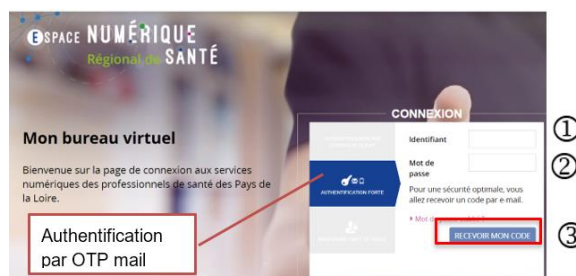 ESPACE NUMÉRIQUE
Régional de SANTÉ
CONNEXION
Mon bureau virtuel
Bienvenue sur la page de connexion aux services
numériques des professionnels de santé des Pays de
la Loire.
Authentification
par OTP mail
AUTHENTIFICATION FORTE
Identifiant
①
Mot de
passe
②
Pour une sécurité optimale, vous
allez recevoir un code par e-mail.
Mot de
RECEVOIR MON CODE
③